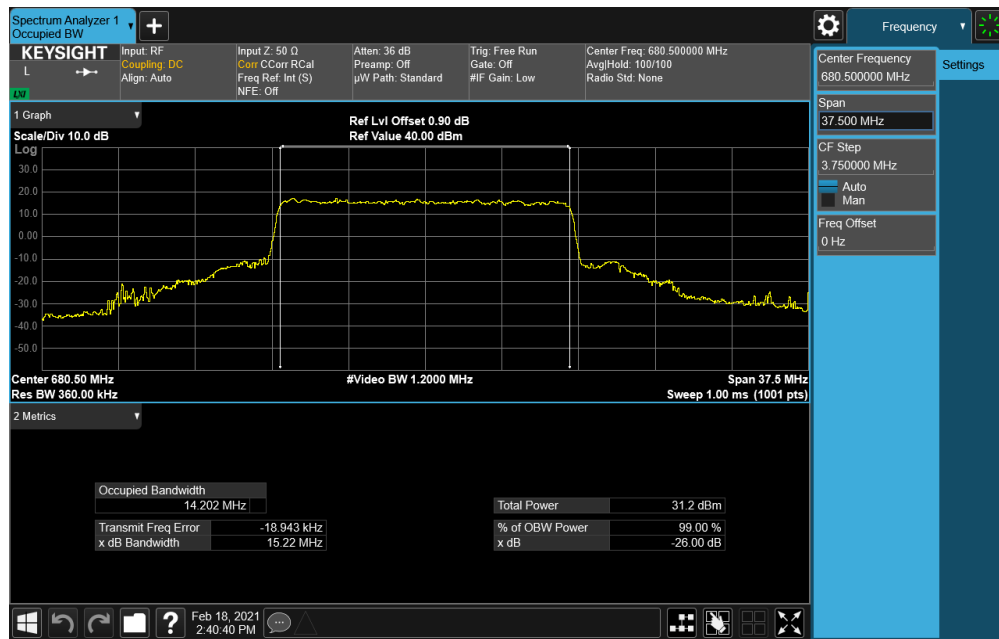 Spectrum Analyzer 1
Occupied BW
Frequency
KEYSIGHT
L
LXI
Input: RF
Coupling: DC
Align: Auto
Input Z: 50 Ω
Corr CCorr RCal
Freq Ref: Int (S)
NFE: Off
Atten: 36 dB
Preamp: Off
µW Path: Standard
Trig: Free Run
Gate: Off
#IF Gain: Low
Center Freq: 680.500000 MHz
Avg|Hold: 100/100
Radio Std: None
Center Frequency
680.500000 MHz
Settings
Span
37.500 MHz
CF Step
3.750000 MHz
Auto
Man
Freq Offset
0 Hz
1 Graph
Scale/Div 10.0 dB
Ref Lvl Offset 0.90 dB
Ref Value 40.00 dBm
Log
30.0
20.0
10.0
0.00
-10.0
-20.0
-30.0
-40.0
-50.0
Center 680.50 MHz
#Video BW 1.2000 MHz
Span 37.5 MHz
Res BW 360.00 kHz
Sweep 1.00 ms (1001 pts)
2 Metrics
Occupied Bandwidth
14.202 MHz
Total Power 31.2 dBm
Transmit Freq Error -18.943 kHz
% of OBW Power 99.00 %
x dB Bandwidth 15.22 MHz
x dB -26.00 dB
?
Feb 18, 2021
2:40:40 PM